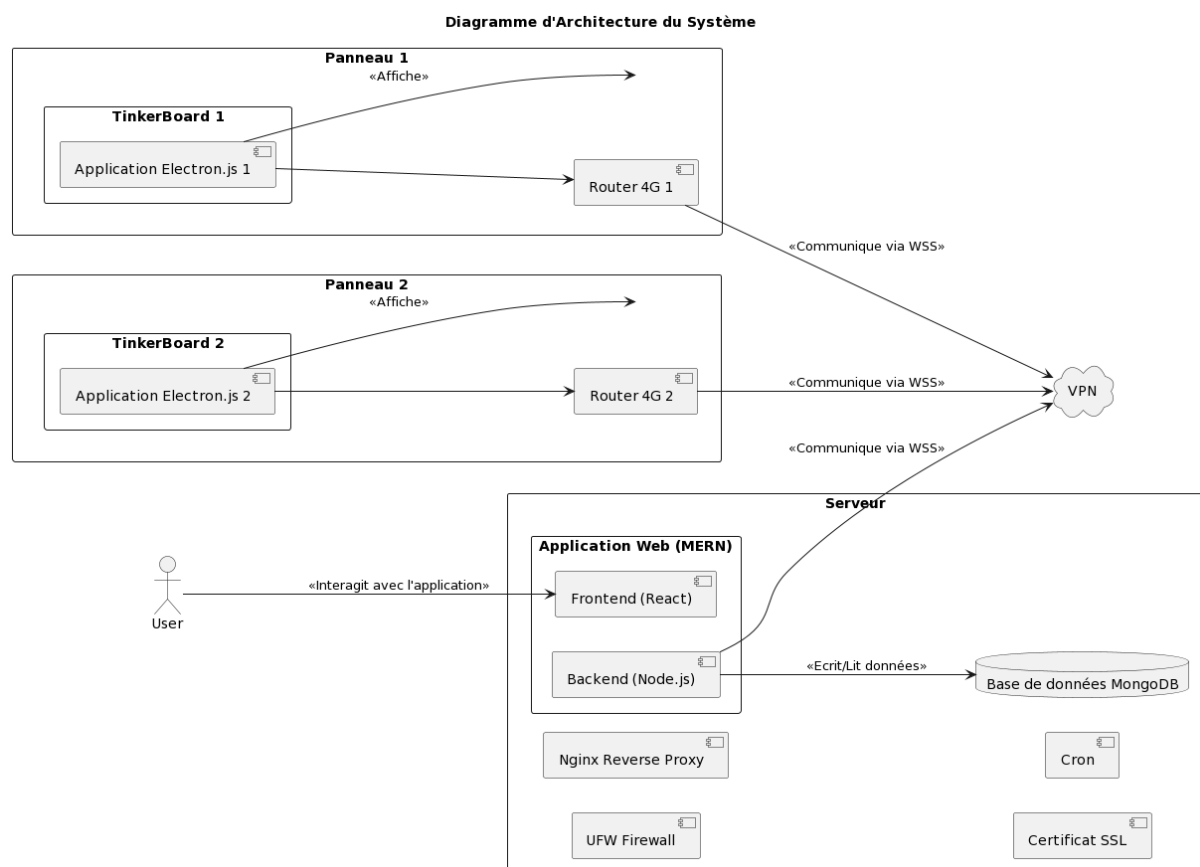 Diagramme d'Architecture du Système
Panneau 1
«Affiche»
TinkerBoard 1
Application Electron.js 1
Router 4G 1
«Communique via WSS»
Panneau 2
«Affiche»
TinkerBoard 2
Application Electron.js 2
Router 4G 2
«Communique via WSS»
VPN
«Communique via WSS»
Serveur
Application Web (MERN)
Frontend (React)
«Interagit avec l'application»
User
Backend (Node.js)
«Ecrit/Lit données»
Base de données MongoDB
Nginx Reverse Proxy
Cron
UFW Firewall
Certificat SSL